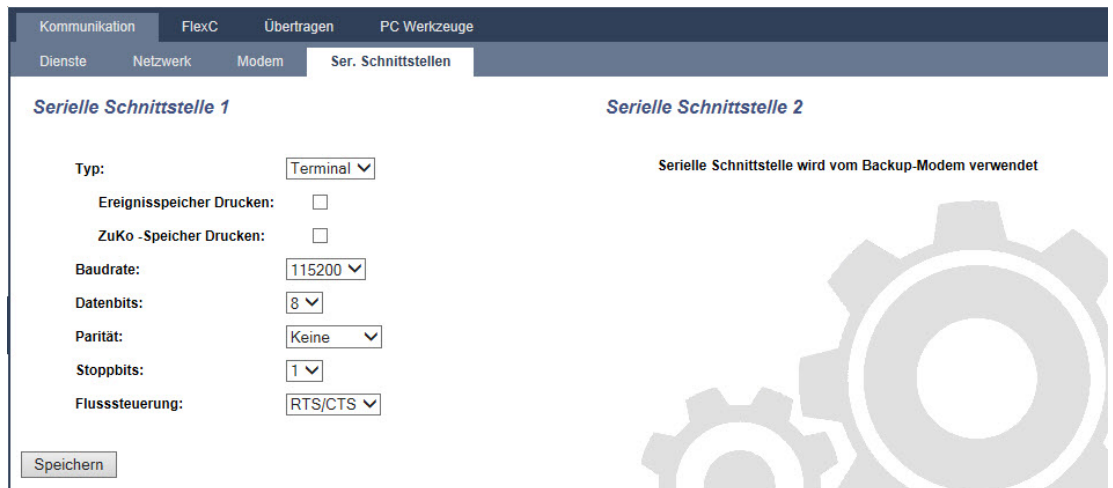 Kommunikation FlexC Übertragen PC Werkzeuge
Dienste Netzwerk Modem Ser. Schnittstellen
Serielle Schnittstelle 1
Typ: Terminal
Ereignisspeicher Drucken:
ZuKo -Speicher Drucken:
Baudrate: 115200
Datenbits: 8
Parität: Keine
Stoppbits: 1
Flusssteuerung: RTS/CTS
Speichern
Serielle Schnittstelle 2
Serielle Schnittstelle wird vom Backup-Modem verwendet